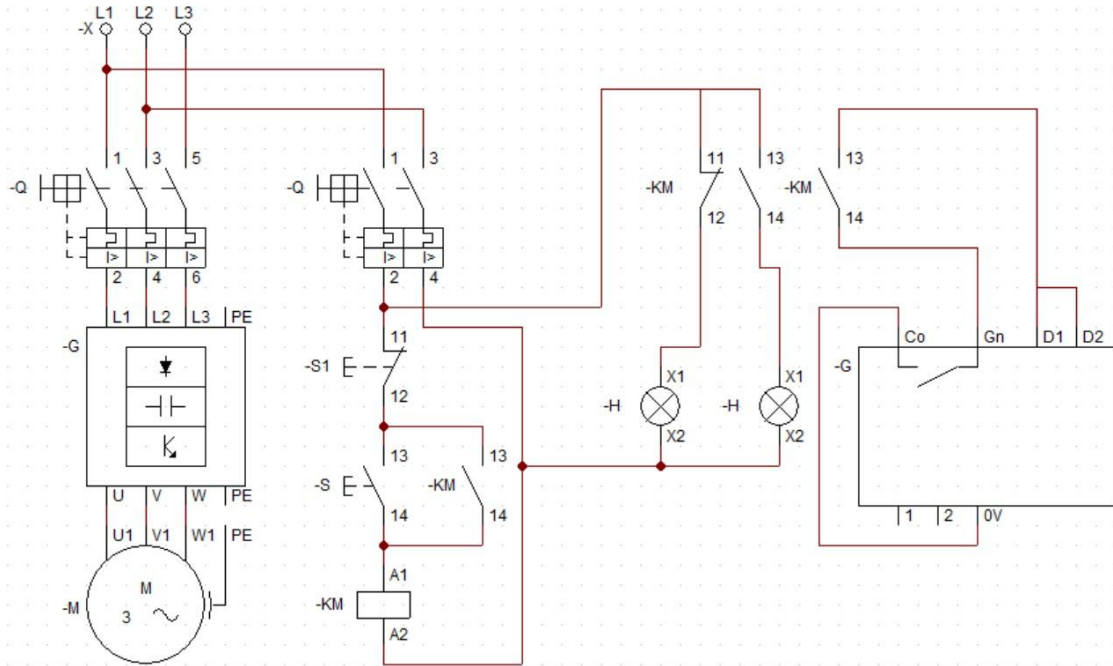 L1 L2 L3
-X
1 3 5
-Q
I> I> I>
2 4 6
L1 L2 L3 PE
-G
U V W PE
U1 V1 W1 PE
-M
M
3
1 3
-Q
I> I>
2 4
11
-S1
12
13 13
-S -KM
14 14
A1
-KM
A2
11 13
-KM
12 14
X1 X1
-H -H
X2 X2
13
-KM
14
Co Gn D1 D2
-G
1 2 0V